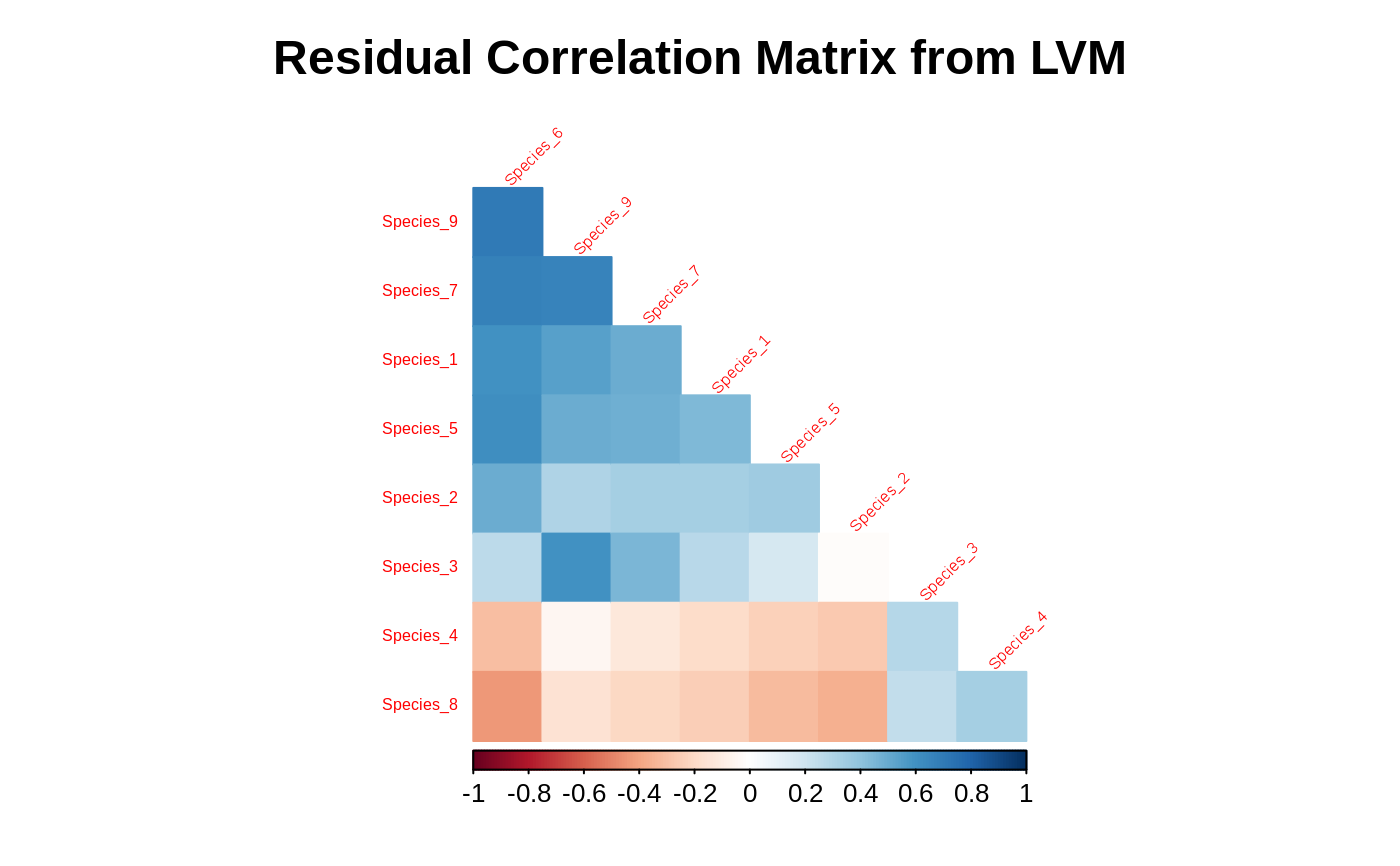 Residual Correlation Matrix from LVM
Species_6
Species_9
Species_9
Species_7
Species_7
Species_1
Species_1
Species_5
Species_5
Species_2
Species_2
Species_3
Species_3
Species_4
Species_4
Species_8
-1 -0.8 -0.6 -0.4 -0.2 0 0.2 0.4 0.6 0.8 1